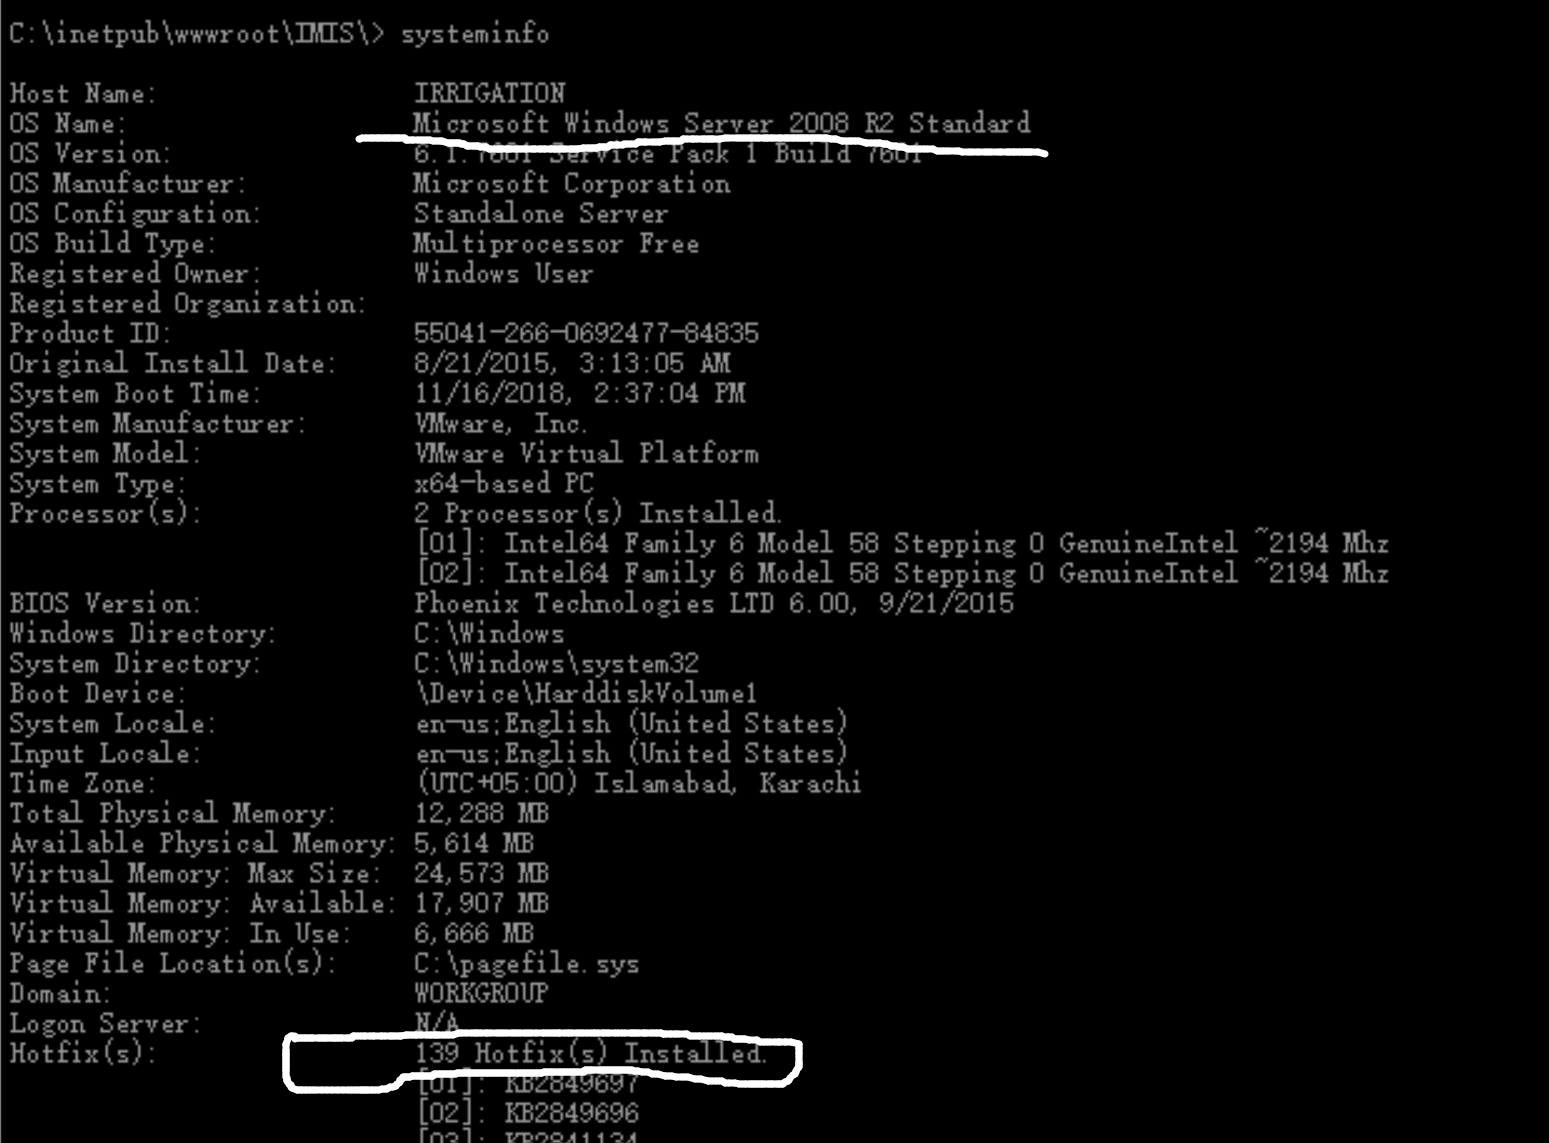 C:\inetpub\wwwroot\IMIS\> systeminfo
Host Name: IRRIGATION
OS Name: Microsoft Windows Server 2008 R2 Standard
OS Version: 6.1.7601 Service Pack 1 Build 7601
OS Manufacturer: Microsoft Corporation
OS Configuration: Standalone Server
OS Build Type: Multiprocessor Free
Registered Owner: Windows User
Registered Organization:
Product ID: 55041-266-0692477-84835
Original Install Date: 8/21/2015, 3:13:05 AM
System Boot Time: 11/16/2018, 2:37:04 PM
System Manufacturer: VMware, Inc.
System Model: VMware Virtual Platform
System Type: x64-based PC
Processor(s): 2 Processor(s) Installed.
[01]: Intel64 Family 6 Model 58 Stepping 0 GenuineIntel ~2194 Mhz
[02]: Intel64 Family 6 Model 58 Stepping 0 GenuineIntel ~2194 Mhz
BIOS Version: Phoenix Technologies LTD 6.00, 9/21/2015
Windows Directory: C:\Windows
System Directory: C:\Windows\system32
Boot Device: \Device\HarddiskVolume1
System Locale: en-us;English (United States)
Input Locale: en-us;English (United States)
Time Zone: (UTC+05:00) Islamabad, Karachi
Total Physical Memory: 12,288 MB
Available Physical Memory: 5,614 MB
Virtual Memory: Max Size: 24,573 MB
Virtual Memory: Available: 17,907 MB
Virtual Memory: In Use: 6,666 MB
Page File Location(s): C:\pagefile.sys
Domain: WORKGROUP
Logon Server: N/A
Hotfix(s): 139 Hotfix(s) Installed.
[01]: KB2849697
[02]: KB2849696
[03]: KB2841134